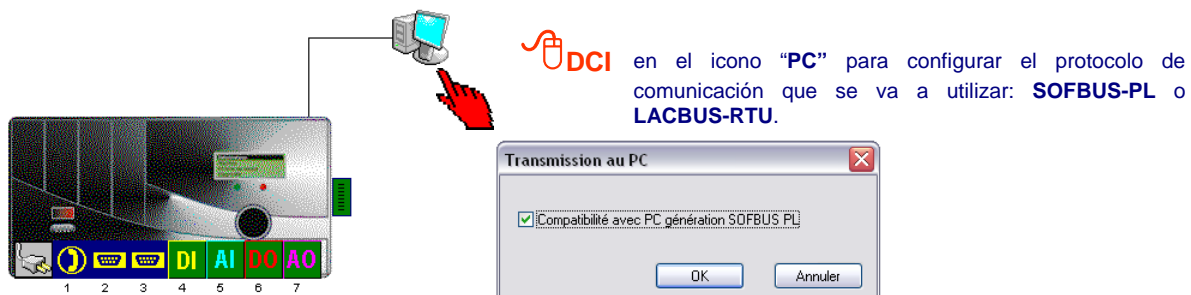 DCI en el icono “PC” para configurar el protocolo de
comunicación que se va a utilizar: SOFBUS-PL o
LACBUS-RTU.
Transmission au PC
Compatibilité avec PC génération SOFBUS PL
OK Annuler
DI AI DO AO
1 2 3 4 5 6 7